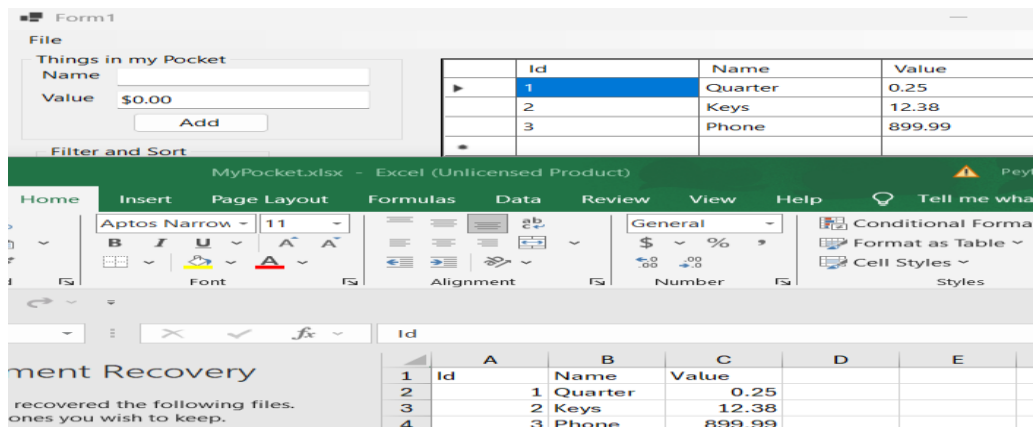 Form1
File
Things in my Pocket
Name
Value $0.00
Add
Filter and Sort
Id Name Value
1 Quarter 0.25
2 Keys 12.38
3 Phone 899.99
MyPocket.xlsx - Excel (Unlicensed Product)
Home Insert Page Layout Formulas Data Review View Help Tell me wha
Aptos Narrow 11 General Conditional Forma
B I U A A $ % Format as Table
A Cell Styles
Font Alignment Number Styles
fx Id
ment Recovery
recovered the following files.
ones you wish to keep.
A B C D E
1 Id Name Value
2 1 Quarter 0.25
3 2 Keys 12.38
4 3 Phone 899.99